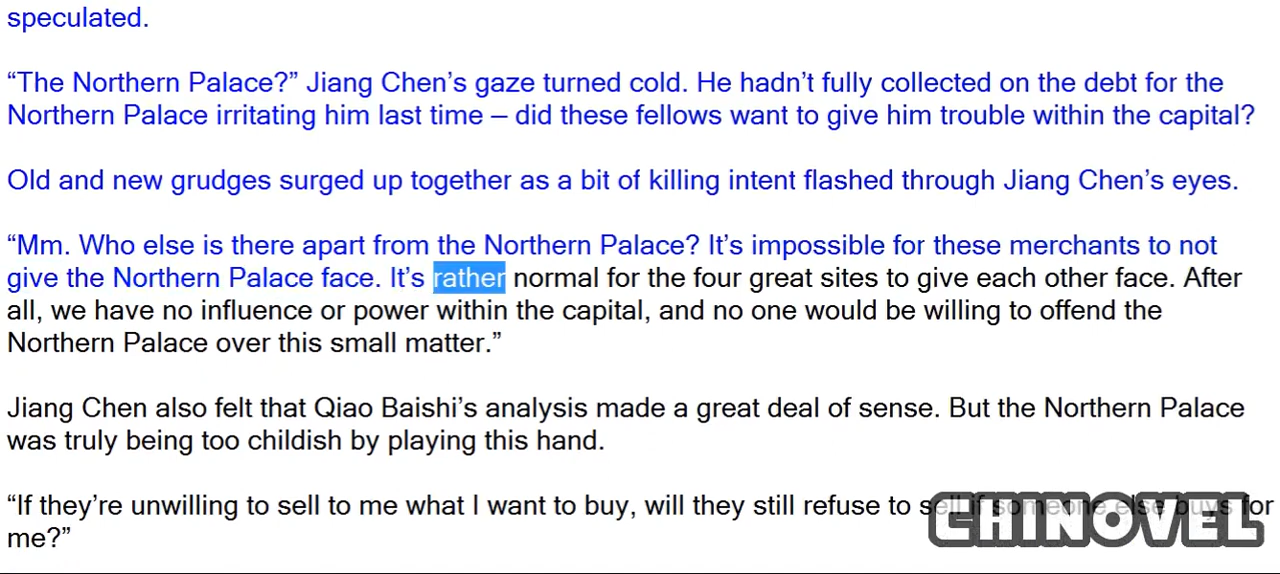 speculated.
“The Northern Palace?” Jiang Chen’s gaze turned cold. He hadn’t fully collected on the debt for the
Northern Palace irritating him last time – did these fellows want to give him trouble within the capital?
Old and new grudges surged up together as a bit of killing intent flashed through Jiang Chen’s eyes.
“Mm. Who else is there apart from the Northern Palace? It’s impossible for these merchants to not
give the Northern Palace face. It’s rather normal for the four great sites to give each other face. After
all, we have no influence or power within the capital, and no one would be willing to offend the
Northern Palace over this small matter.”
Jiang Chen also felt that Qiao Baishi’s analysis made a great deal of sense. But the Northern Palace
was truly being too childish by playing this hand.
“If they’re unwilling to sell to me what I want to buy, will they still refuse to sell if someone else buys for
me?”
CHINOVEL